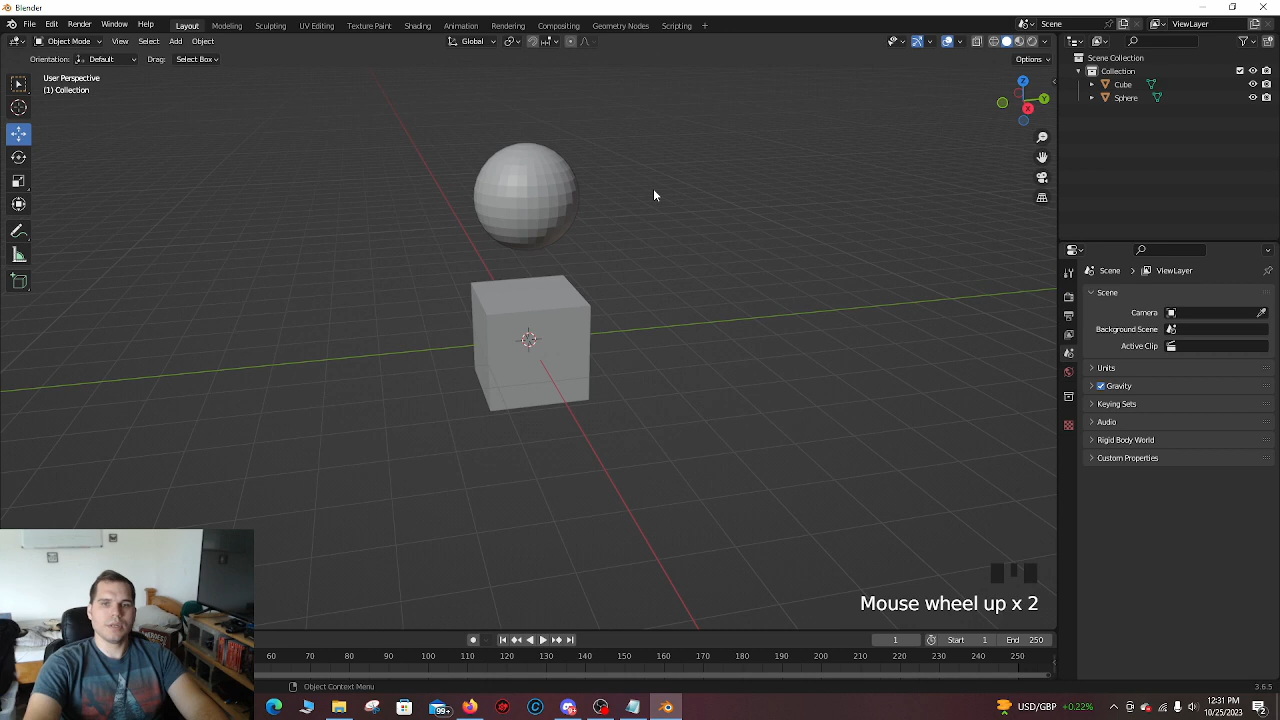 Blender
File Edit Render Window Help Layout Modeling Sculpting UV Editing Texture Paint Shading Animation Rendering Compositing Geometry Nodes Scripting + Scene ViewLayer
Object Mode View Select Add Object Global
Orientation: Default Drag: Select Box Options
User Perspective
(1) Collection
Z
Y
X
Scene Collection
Collection
Cube
Sphere
Scene > ViewLayer
Scene
Camera
Background Scene
Active Clip
Units
Gravity
Keying Sets
Audio
Rigid Body World
Custom Properties
Mouse wheel up x 2
1 Start 1 End 250
60 70 80 90 100 110 120 130 140 150 160 170 180 190 200 210 220 230 240 250
Object Context Menu 3.6.5
99+ USD/GBP +0.22% 12:31 PM
10/25/2023